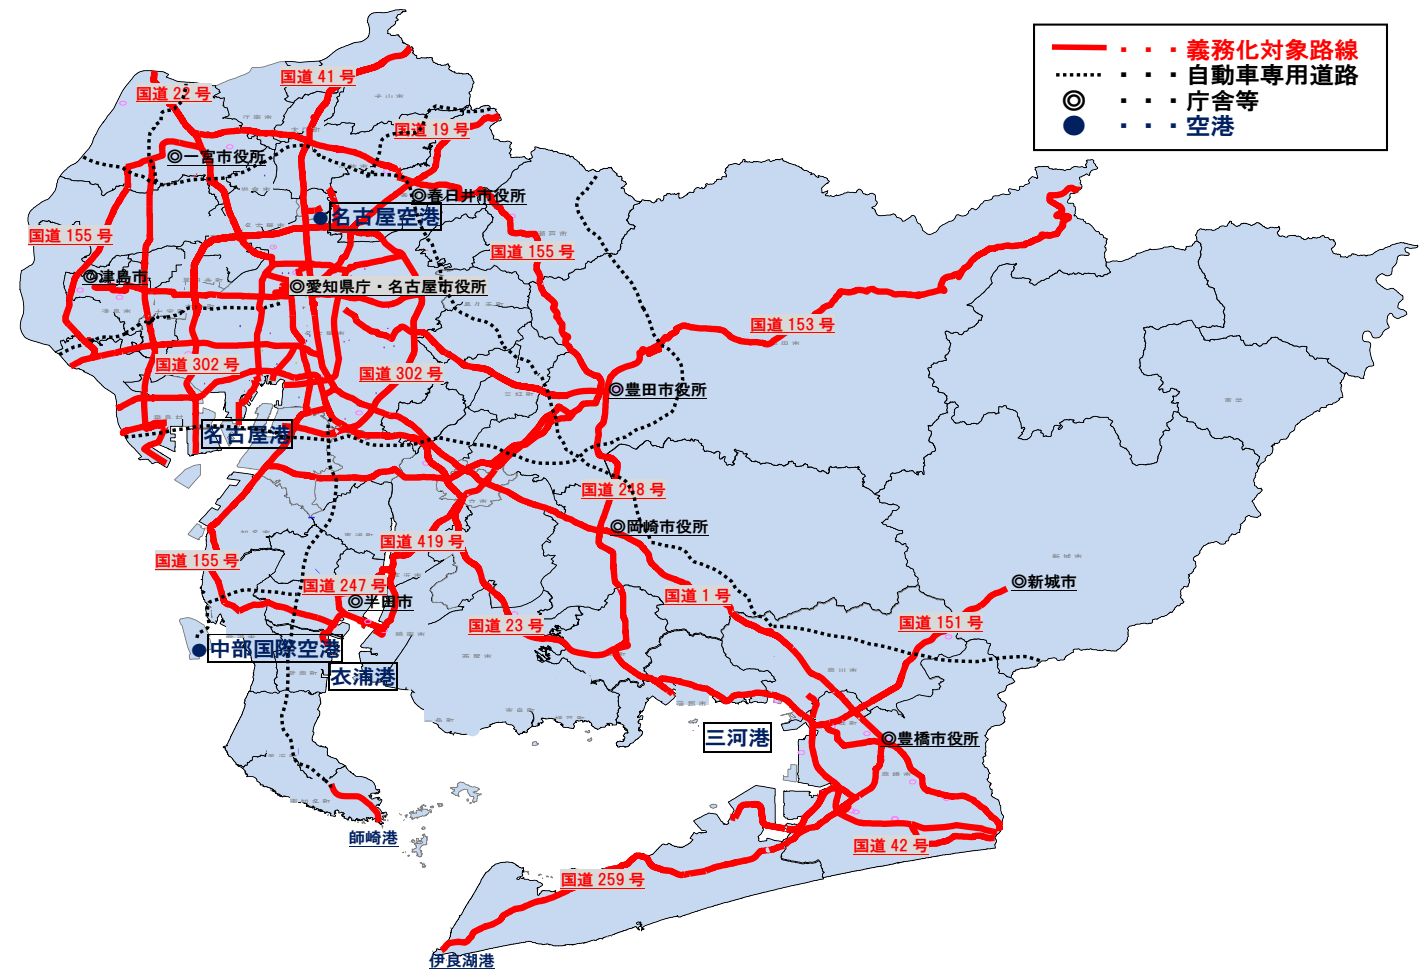 ・・・義務化対象路線
・・・自動車専用道路
◎ ・・・庁舎等
● ・・・空港
国道 41 号
国道 22 号
国道 19 号
◎一宮市役所
◎春日井市役所
●名古屋空港
国道 155 号
国道 155 号
◎津島市
◎愛知県庁・名古屋市役所
国道 153 号
国道 302 号
国道 302 号
◎豊田市役所
名古屋港
国道 248 号
◎岡崎市役所
国道 419 号
国道 155 号
国道 247 号
◎半田市
◎新城市
国道 1 号
国道 151 号
国道 23 号
●中部国際空港
衣浦港
三河港
◎豊橋市役所
師崎港
国道 42 号
国道 259 号
伊良湖港